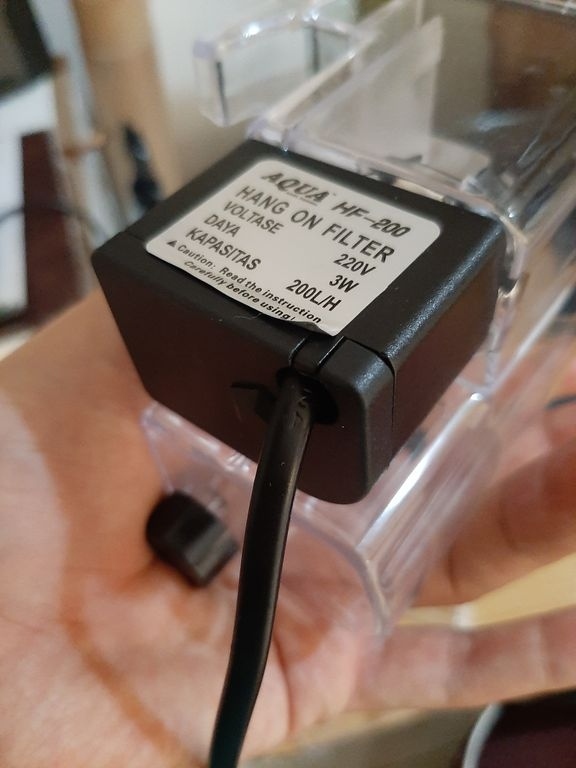 AQUA HF-200
HANG ON FILTER
VOLTASE 220V
DAYA 3W
KAPASITAS 200L/H
Caution: Read the instruction
Carefully before using!